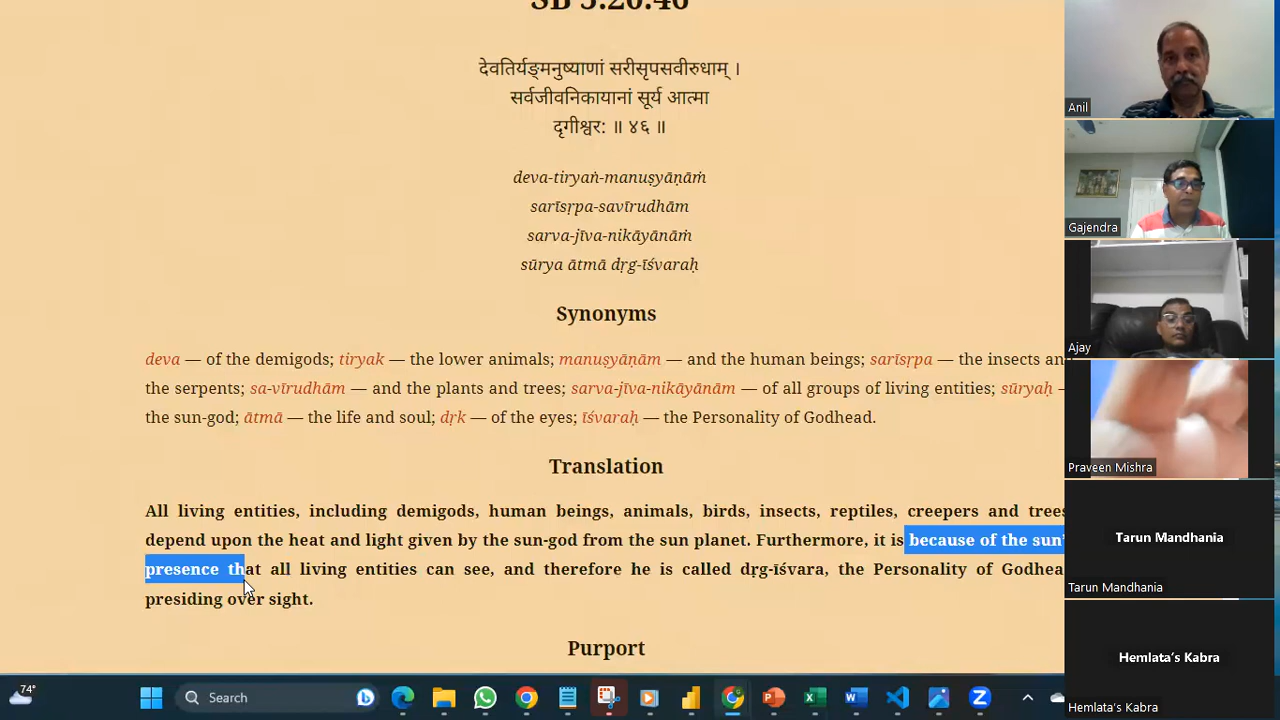 SB 5.20.46
देवतिर्यङ्‌मनुष्याणां सरीसृपसवीरुधाम् ।
सर्वजीवनिकायानां सूर्य आत्मा
द‍ृगीश्वर: ॥ ४६ ॥
deva-tiryaṅ-manuṣyāṇāṁ
sarīsṛpa-savīrudhām
sarva-jīva-nikāyānāṁ
sūrya ātmā dṛg-īśvaraḥ
Synonyms
deva — of the demigods; tiryak — the lower animals; manuṣyāṇām — and the human beings; sarīsṛpa — the insects an
the serpents; sa-vīrudhām — and the plants and trees; sarva-jīva-nikāyānām — of all groups of living entities; sūryaḥ —
the sun-god; ātmā — the life and soul; dṛk — of the eyes; īśvaraḥ — the Personality of Godhead.
Translation
All living entities, including demigods, human beings, animals, birds, insects, reptiles, creepers and trees
depend upon the heat and light given by the sun-god from the sun planet. Furthermore, it is because of the sun’
presence that all living entities can see, and therefore he is called dṛg-īśvara, the Personality of Godhea
presiding over sight.
Purport
Anil
Gajendra
Ajay
Praveen Mishra
Tarun Mandhania
Tarun Mandhania
Hemlata’s Kabra
Hemlata's Kabra
74°
Search